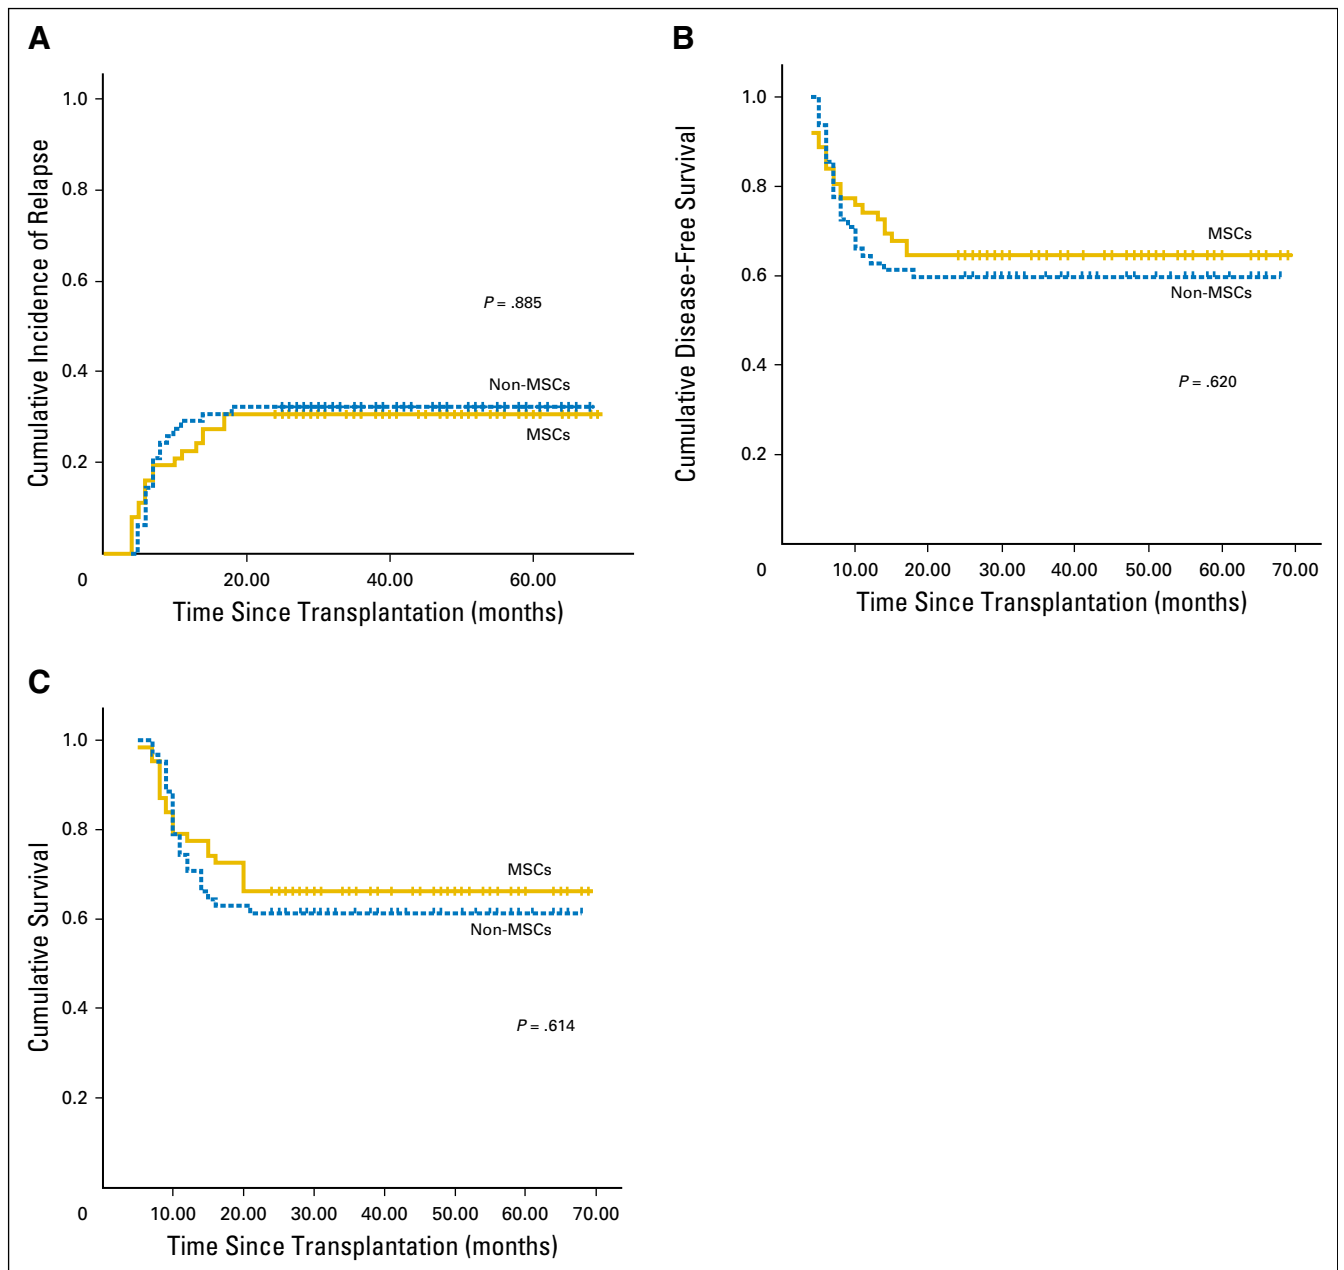 A
Cumulative Incidence of Relapse
1.0
0.8
0.6
0.4
0.2
0
20.00 40.00 60.00
Time Since Transplantation (months)
P = .885
Non-MSCs
MSCs
B
Cumulative Disease-Free Survival
1.0
0.8
0.6
0.4
0.2
0
10.00 20.00 30.00 40.00 50.00 60.00 70.00
Time Since Transplantation (months)
MSCs
Non-MSCs
P = .620
C
Cumulative Survival
1.0
0.8
0.6
0.4
0.2
0
10.00 20.00 30.00 40.00 50.00 60.00 70.00
Time Since Transplantation (months)
MSCs
Non-MSCs
P = .614